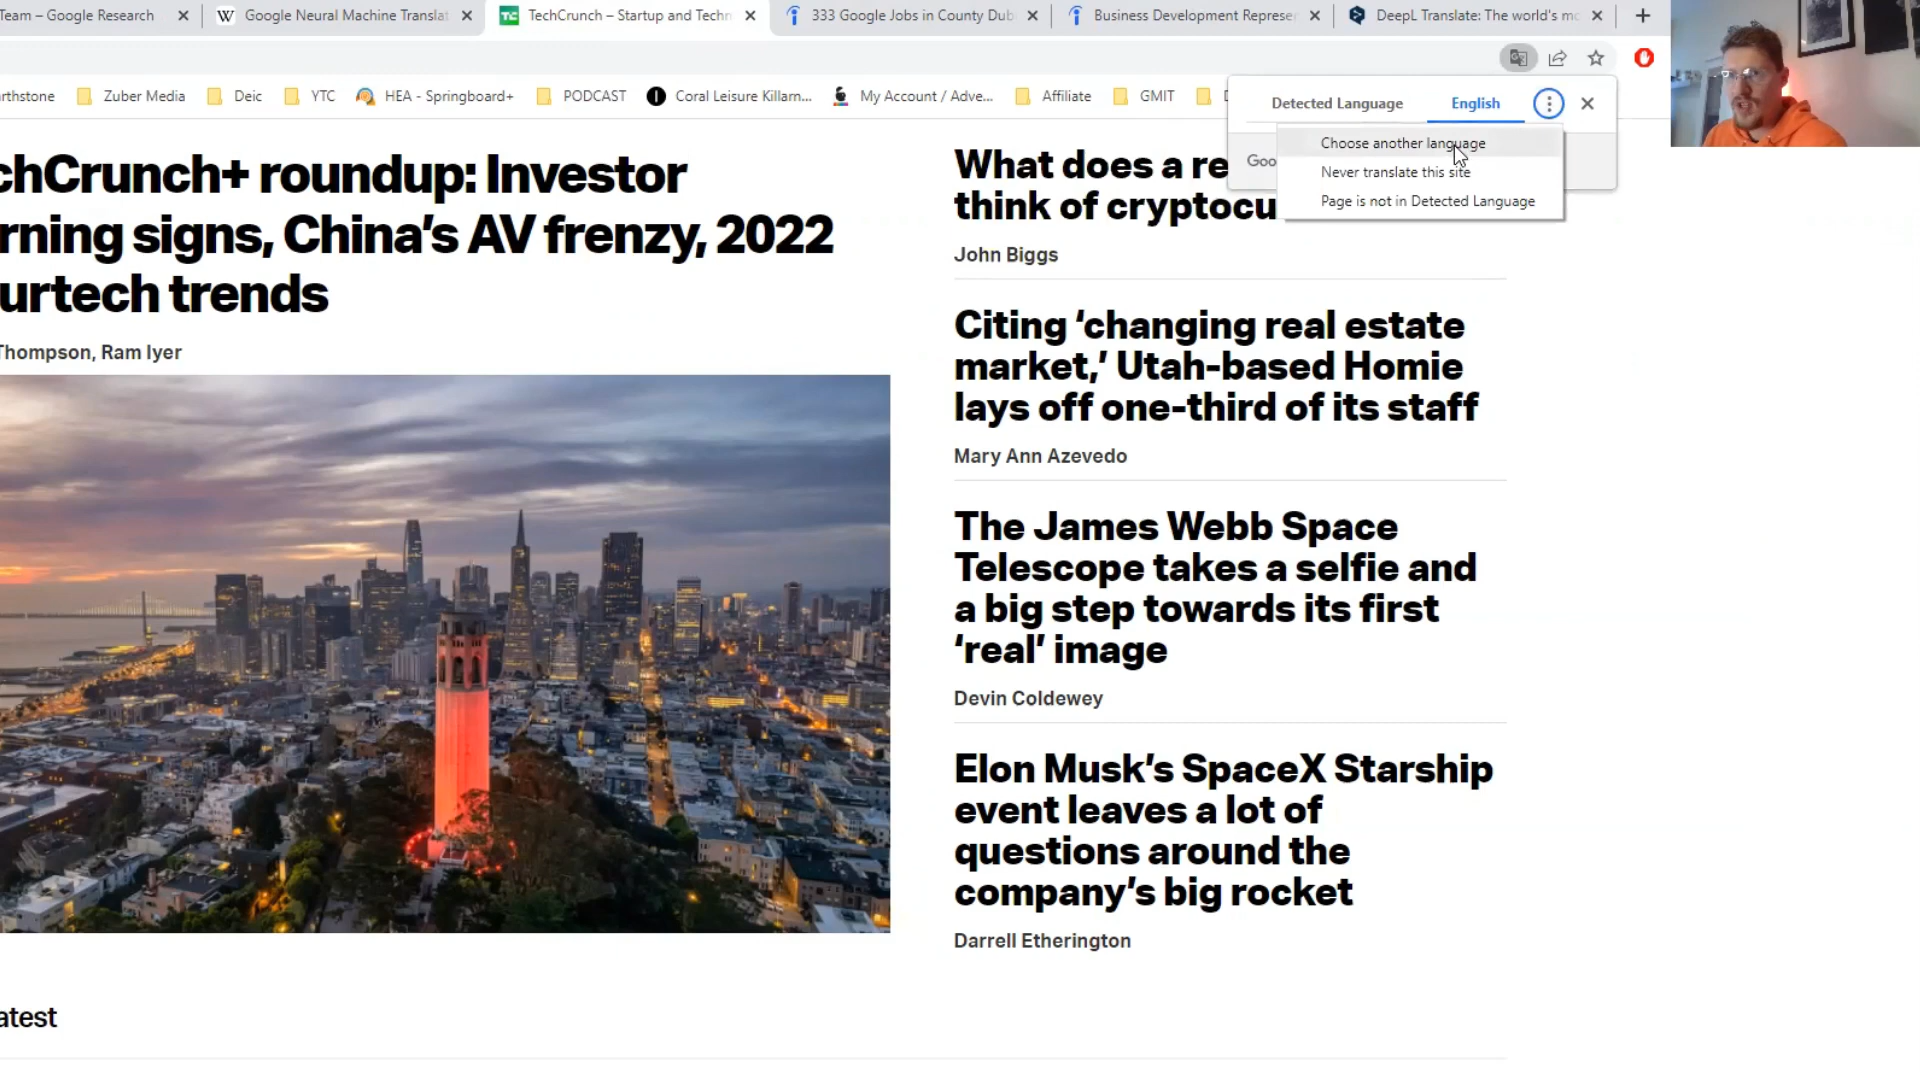 Team – Google Research
Google Neural Machine Translat
TechCrunch – Startup and Techn
333 Google Jobs in County Dub
Business Development Represen
DeepL Translate: The world's mo
rthstone
Zuber Media
Deic
YTC
HEA - Springboard+
PODCAST
Coral Leisure Killarn...
My Account / Adve...
Affiliate
GMIT
Detected Language
English
Choose another language
Goo
Never translate this site
Page is not in Detected Language
chCrunch+ roundup: Investor
rning signs, China’s AV frenzy, 2022
urtech trends
Thompson, Ram Iyer
What does a re
think of cryptocu
John Biggs
Citing ‘changing real estate
market,’ Utah-based Homie
lays off one-third of its staff
Mary Ann Azevedo
The James Webb Space
Telescope takes a selfie and
a big step towards its first
‘real’ image
Devin Coldewey
Elon Musk’s SpaceX Starship
event leaves a lot of
questions around the
company’s big rocket
Darrell Etherington
atest